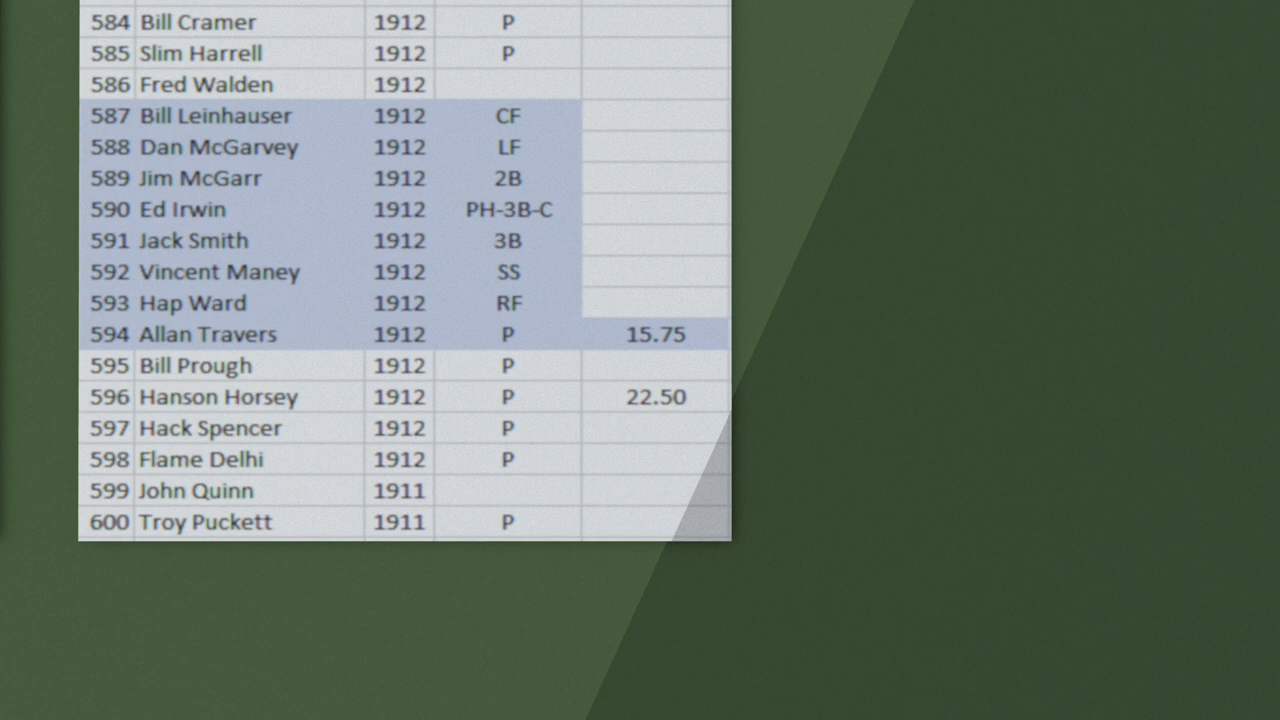 584 Bill Cramer 1912 P
585 Slim Harrell 1912 P
586 Fred Walden 1912
587 Bill Leinhauser 1912 CF
588 Dan McGarvey 1912 LF
589 Jim McGarr 1912 2B
590 Ed Irwin 1912 PH-3B-C
591 Jack Smith 1912 3B
592 Vincent Maney 1912 SS
593 Hap Ward 1912 RF
594 Allan Travers 1912 P 15.75
595 Bill Prough 1912 P
596 Hanson Horsey 1912 P 22.50
597 Hack Spencer 1912 P
598 Flame Delhi 1912 P
599 John Quinn 1911
600 Troy Puckett 1911 P